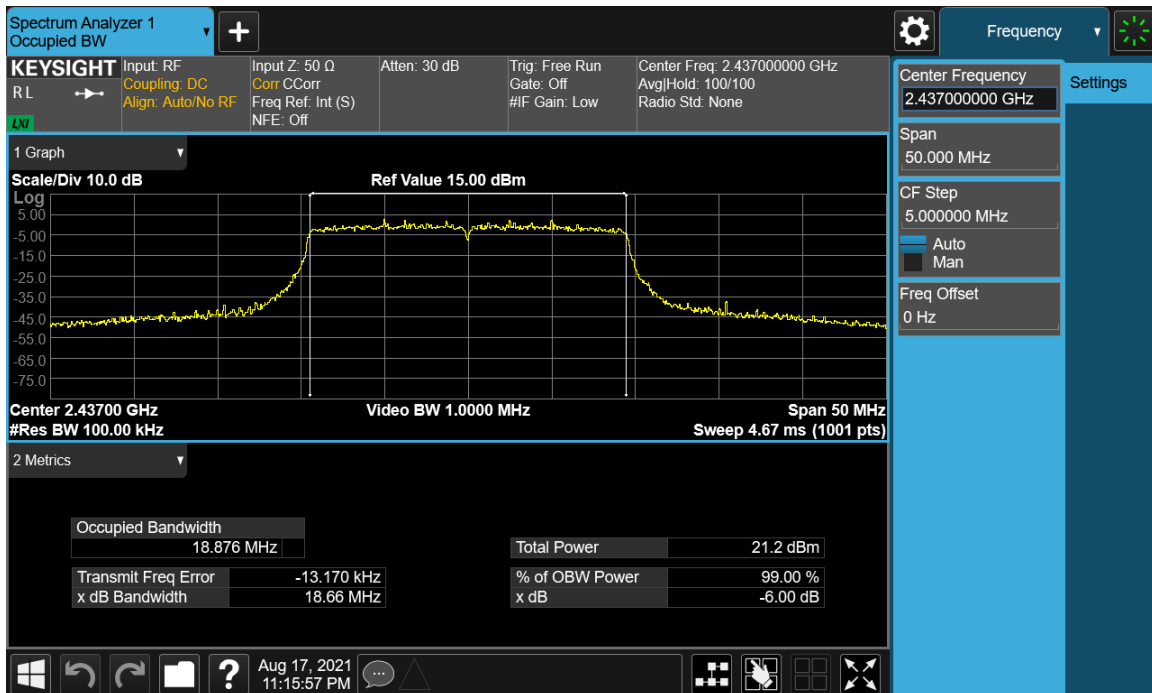 Spectrum Analyzer 1
Occupied BW
+
Frequency
KEYSIGHT
R L
LXI
Input: RF
Coupling: DC
Align: Auto/No RF
Input Z: 50 Ω
Corr CCorr
Freq Ref: Int (S)
NFE: Off
Atten: 30 dB
Trig: Free Run
Gate: Off
#IF Gain: Low
Center Freq: 2.437000000 GHz
Avg|Hold: 100/100
Radio Std: None
Center Frequency
2.437000000 GHz
Settings
Span
50.000 MHz
CF Step
5.000000 MHz
Auto
Man
Freq Offset
0 Hz
1 Graph
Scale/Div 10.0 dB
Ref Value 15.00 dBm
Log
5.00
-5.00
-15.0
-25.0
-35.0
-45.0
-55.0
-65.0
-75.0
Center 2.43700 GHz
Video BW 1.0000 MHz
Span 50 MHz
#Res BW 100.00 kHz
Sweep 4.67 ms (1001 pts)
2 Metrics
Occupied Bandwidth
18.876 MHz
Total Power 21.2 dBm
Transmit Freq Error -13.170 kHz
% of OBW Power 99.00 %
x dB Bandwidth 18.66 MHz
x dB -6.00 dB
?
Aug 17, 2021
11:15:57 PM